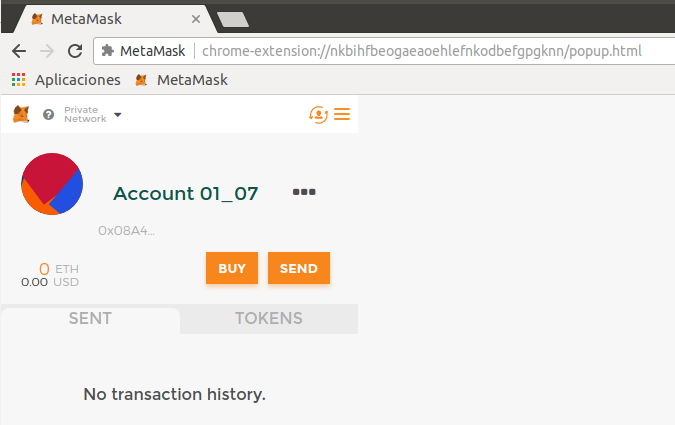 MetaMask
MetaMask chrome-extension://nkbihfbeogaeaoehlefnkodbefgpgknn/popup.html
Aplicaciones MetaMask
? Private
Network
Account 01_07
0x08A4...
0 ETH
0.00 USD
BUY SEND
SENT TOKENS
No transaction history.